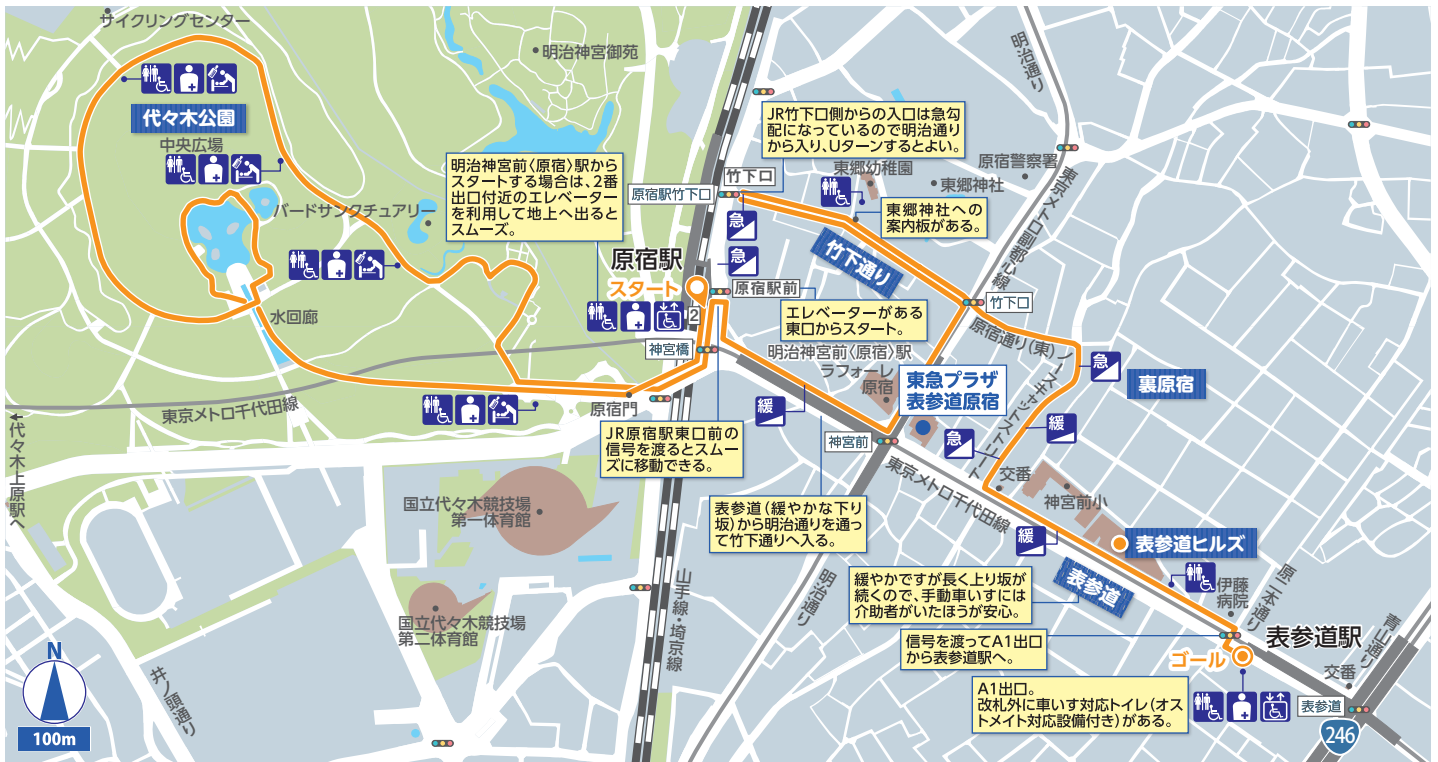 サイクリングセンター
代々木公園
中央広場
バードサンクチュアリー
水回廊
明治神宮御苑
明治神宮前〈原宿〉駅から
スタートする場合は、2番
出口付近のエレベーター
を利用して地上へ出ると
スムーズ。
原宿駅
スタート
2
神宮橋
原宿門
東京メトロ千代田線
←代々木上原駅へ
JR竹下口側からの入口は急勾
配になっているので明治通り
から入り、Uターンするとよい。
竹下口
原宿駅竹下口
急
急
原宿駅前
東郷幼稚園
東郷神社
原宿警察署
明治通り
東京メトロ副都心線
東郷神社への
案内板がある。
竹下通り
エレベーターがある
東口からスタート。
竹下口
原宿通り(東)
ノースキャットストリート
急
裏原宿
緩
急
明治神宮前〈原宿〉駅
ラフォーレ
原宿
東急プラザ
表参道原宿
緩
神宮前
JR原宿駅東口前の
信号を渡るとスムー
ズに移動できる。
表参道(緩やかな下り
坂)から明治通りを通っ
て竹下通りへ入る。
東京メトロ千代田線
交番
神宮前小
緩
表参道ヒルズ
表参道
緩やかですが長く上り坂が
続くので、手動車いすには
介助者がいたほうが安心。
伊藤
病院
原二本通り
信号を渡ってA1出口
から表参道駅へ。
表参道駅
ゴール
青山通り
交番
表参道
246
A1出口。
改札外に車いす対応トイレ(オス
トメイト対応設備付き)がある。
国立代々木競技場
第一体育館
国立代々木競技場
第二体育館
山手線・埼京線
明治通り
井ノ頭通り
N
100m